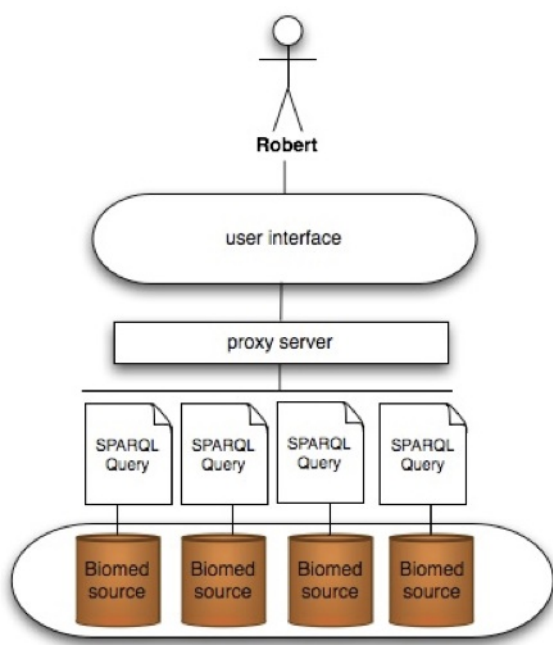 Robert
user interface
proxy server
SPARQL
Query
SPARQL
Query
SPARQL
Query
SPARQL
Query
Biomed
source
Biomed
source
Biomed
source
Biomed
source